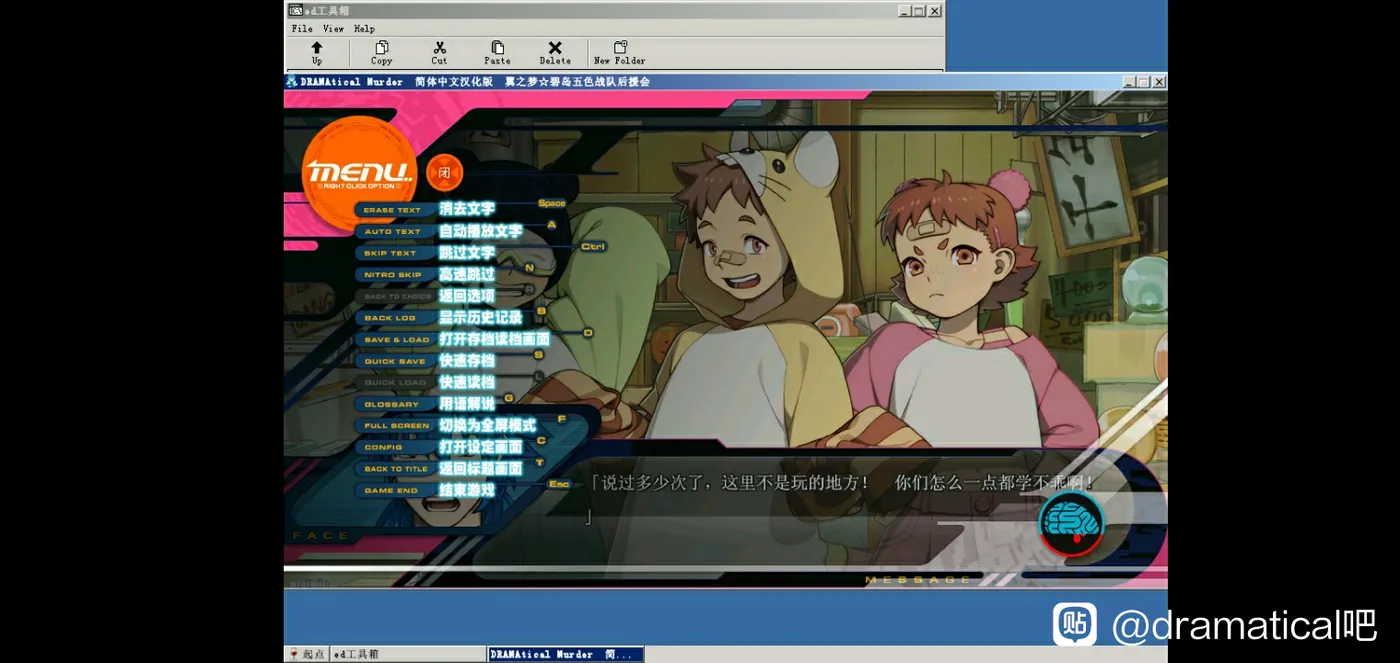 ed工具箱
File View Help
Up Copy Cut Paste Delete New Folder
DRAMAtical Murder 简体中文汉化版 翼之梦☆碧岛五色战队后援会
MENU..
RIGHT CLICK OPTION
闭
ERASE TEXT 消去文字 Space
AUTO TEXT 自动播放文字 A
SKIP TEXT 跳过文字 Ctrl
NITRO SKIP 高速跳过 N
BACK TO CHOICE 返回选项 R
BACK LOG 显示历史记录 B
SAVE & LOAD 打开存档读档画面 D
QUICK SAVE 快速存档 S
QUICK LOAD 快速读档 L
GLOSSARY 用语解说 G
FULL SCREEN 切换为全屏模式 F
CONFIG 打开设定画面 C
BACK TO TITLE 返回标题画面 T
GAME END 结束游戏 Esc
「说过多少次了，这里不是玩的地方！ 你们怎么一点都学不乖啊！
」
FACE
MESSAGE
贴 @dramatical吧
起点 ed工具箱 DRAMAtical Murder 简...